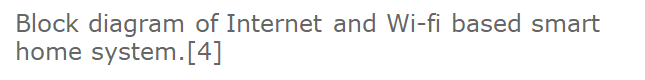 Block diagram of Internet and Wi-fi based smart
home system.[4]